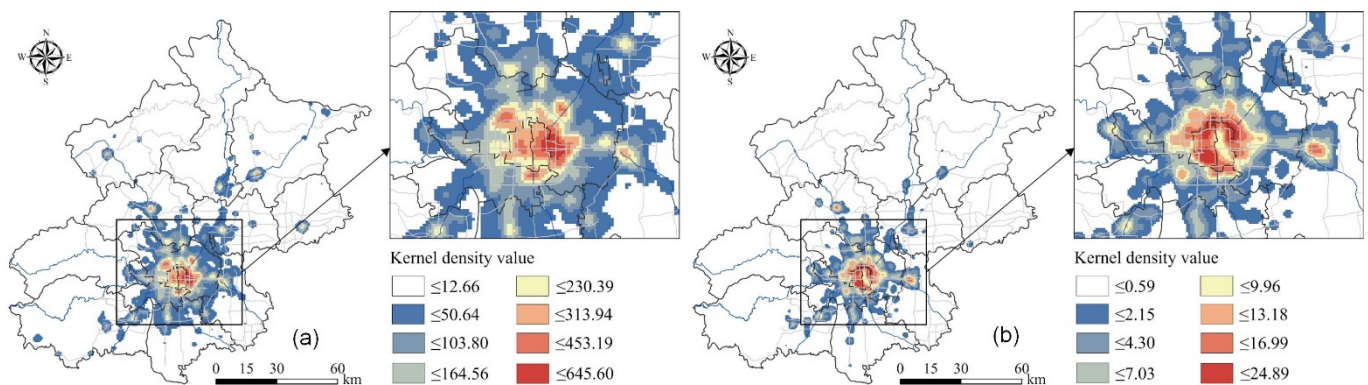 N
W E
S
Kernel density value
≤12.66 ≤230.39
≤50.64 ≤313.94
≤103.80 ≤453.19
≤164.56 ≤645.60
(a)
0 15 30 60
km
N
W E
S
Kernel density value
≤0.59 ≤9.96
≤2.15 ≤13.18
≤4.30 ≤16.99
≤7.03 ≤24.89
(b)
0 15 30 60
km